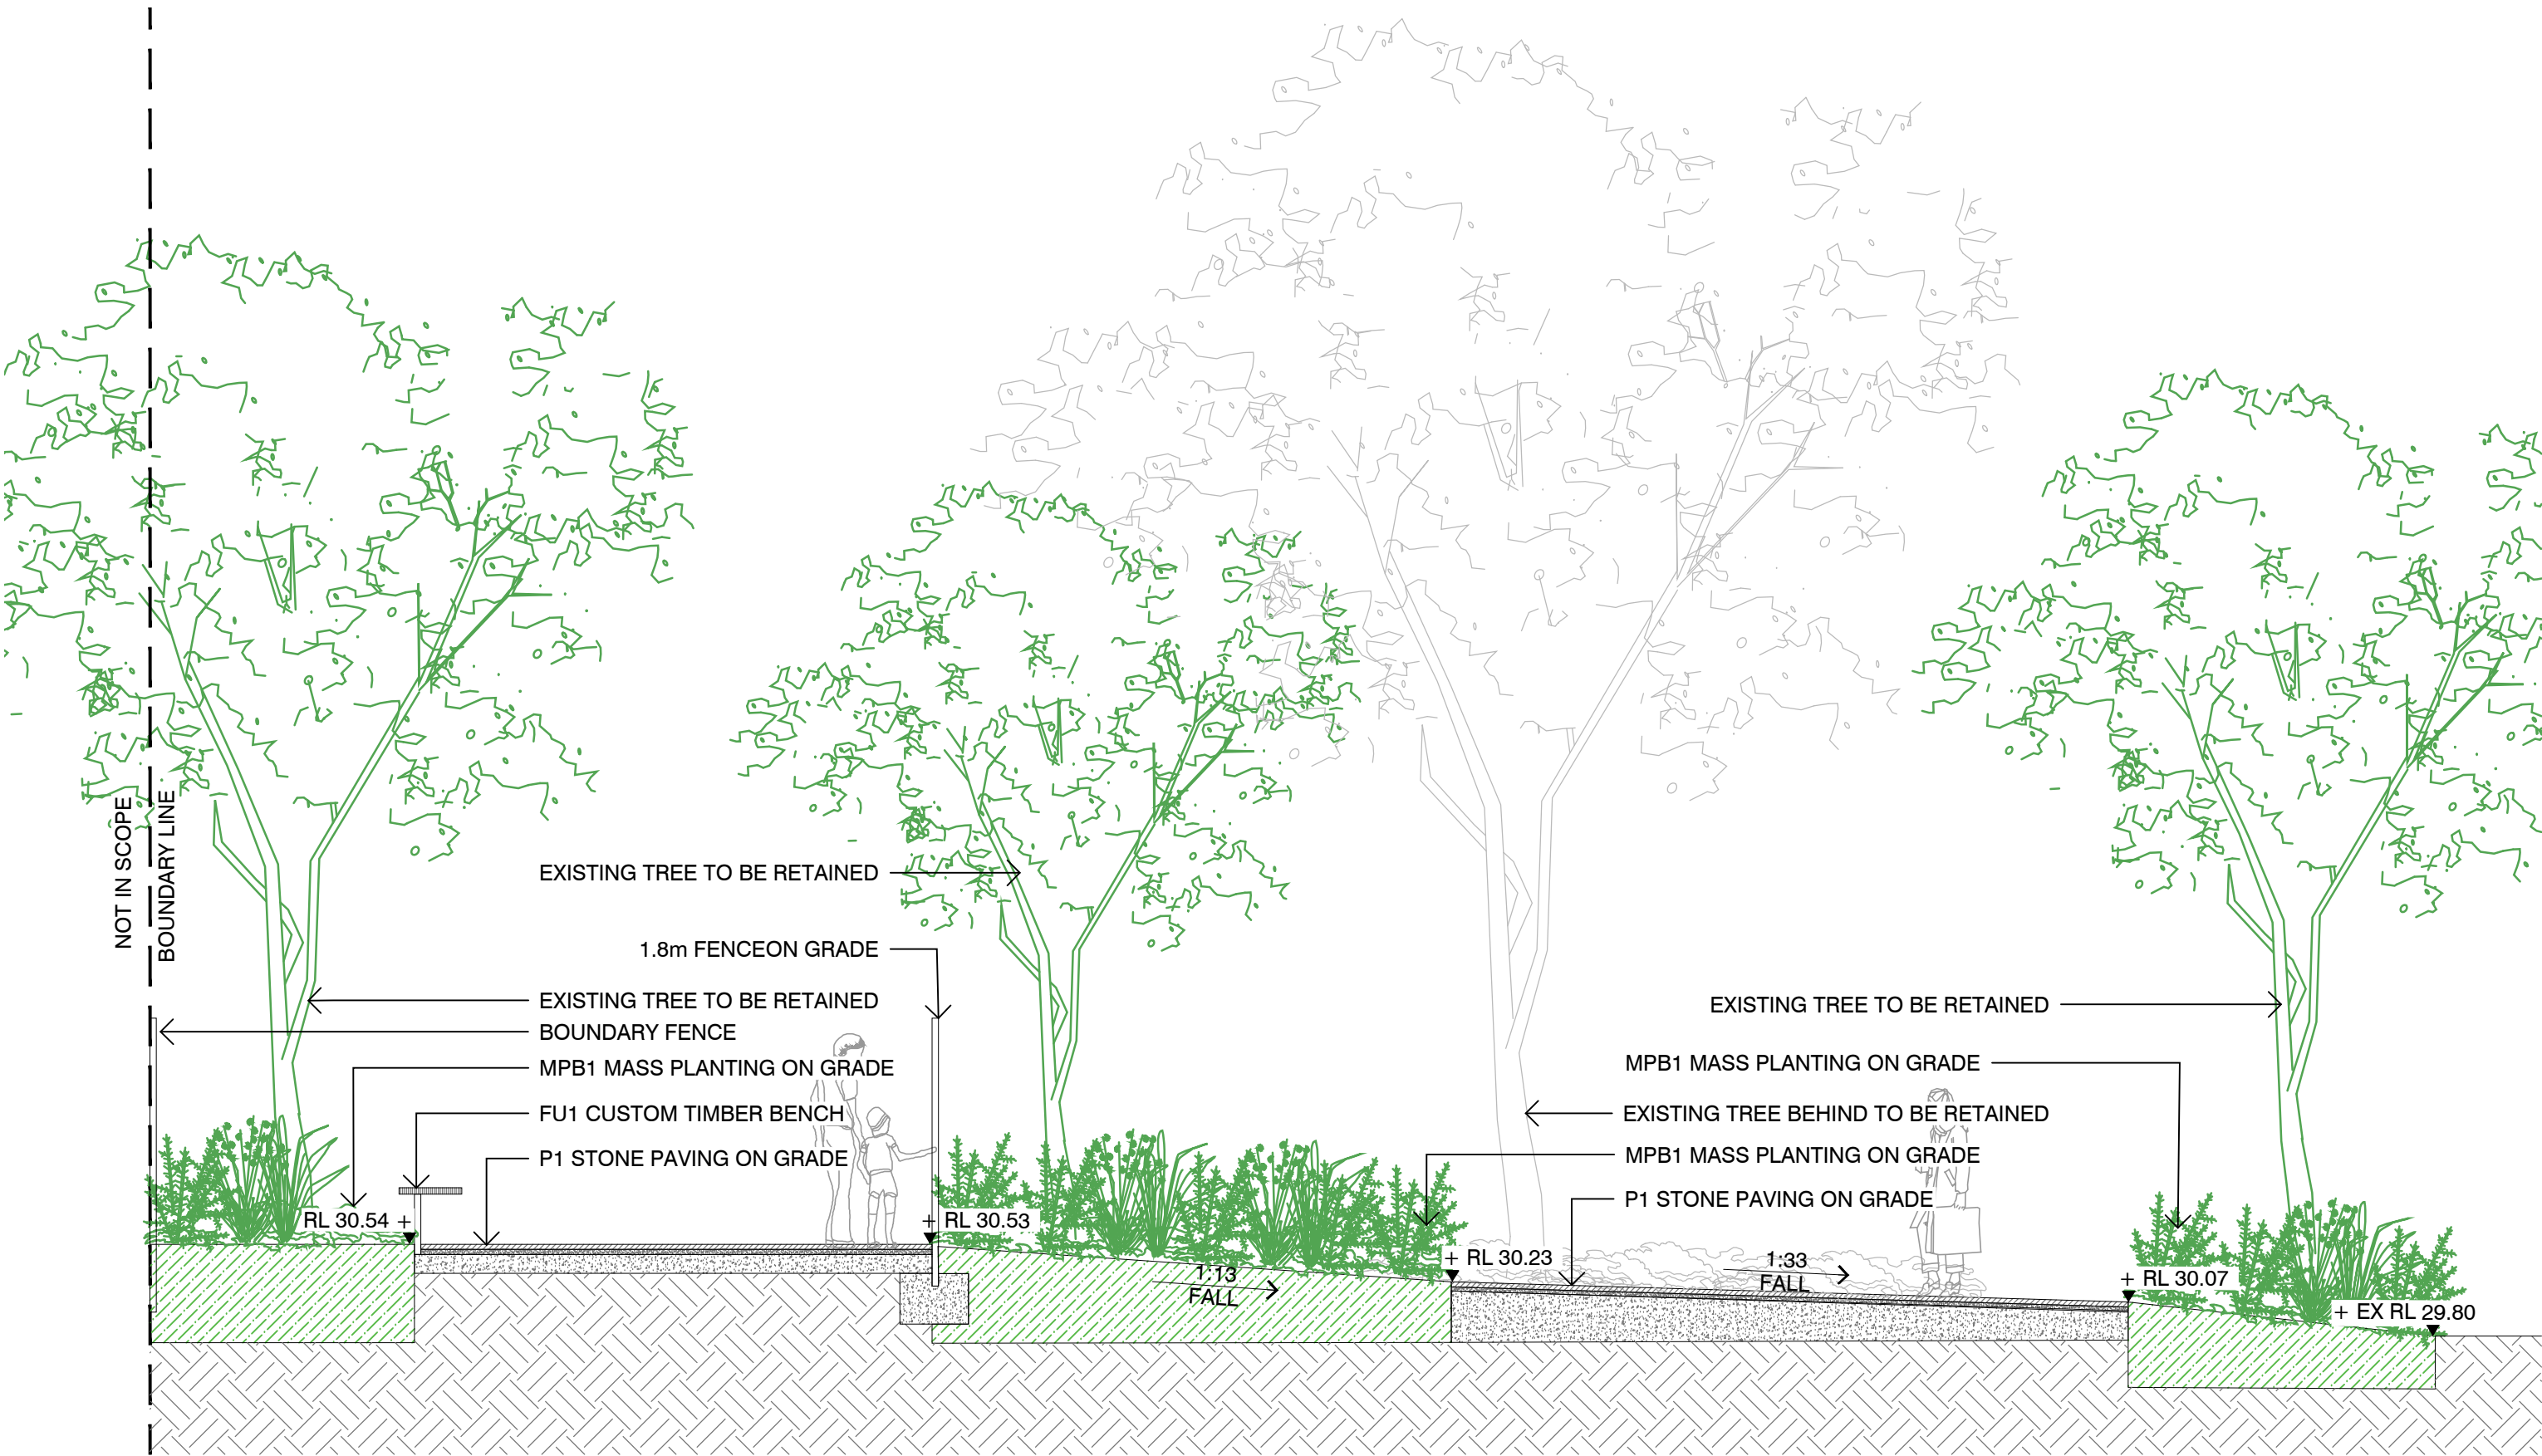 NOT IN SCOPE
BOUNDARY LINE
EXISTING TREE TO BE RETAINED
1.8m FENCEON GRADE
EXISTING TREE TO BE RETAINED
BOUNDARY FENCE
MPB1 MASS PLANTING ON GRADE
FU1 CUSTOM TIMBER BENCH
P1 STONE PAVING ON GRADE
RL 30.54 +
+ RL 30.53
1:13
FALL
EXISTING TREE TO BE RETAINED
MPB1 MASS PLANTING ON GRADE
EXISTING TREE BEHIND TO BE RETAINED
MPB1 MASS PLANTING ON GRADE
P1 STONE PAVING ON GRADE
+ RL 30.23
1:33
FALL
+ RL 30.07
+ EX RL 29.80